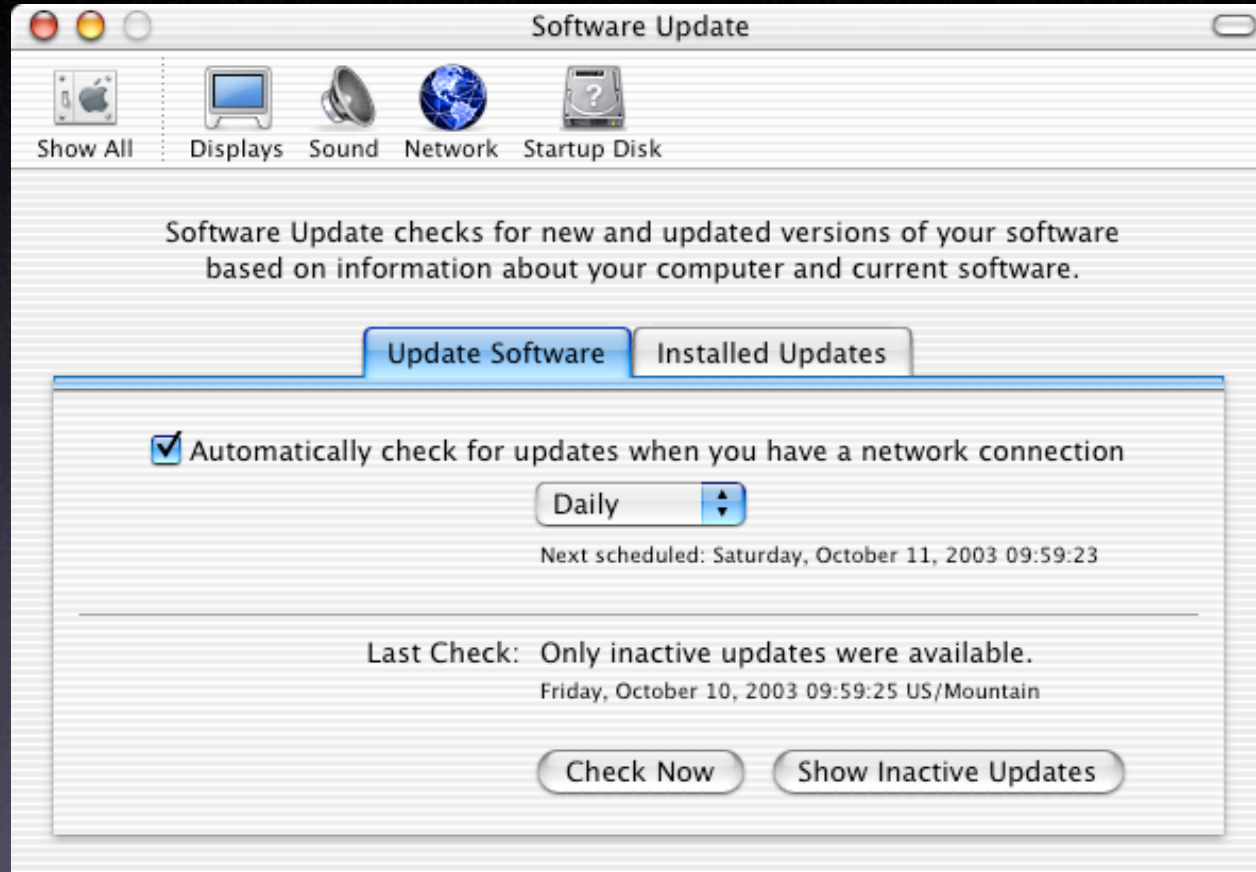 Software Update
Show All Displays Sound Network Startup Disk
Software Update checks for new and updated versions of your software
based on information about your computer and current software.
Update Software Installed Updates
Automatically check for updates when you have a network connection
Daily
Next scheduled: Saturday, October 11, 2003 09:59:23
Last Check: Only inactive updates were available.
Friday, October 10, 2003 09:59:25 US/Mountain
Check Now Show Inactive Updates